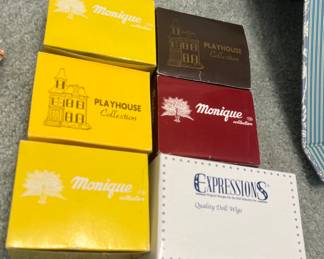 Monique
collection
PLAYHOUSE
Collection
PLAYHOUSE
Collection
Monique
collection
Monique
collection
EXPRESSIONS
Quality Doll Wigs